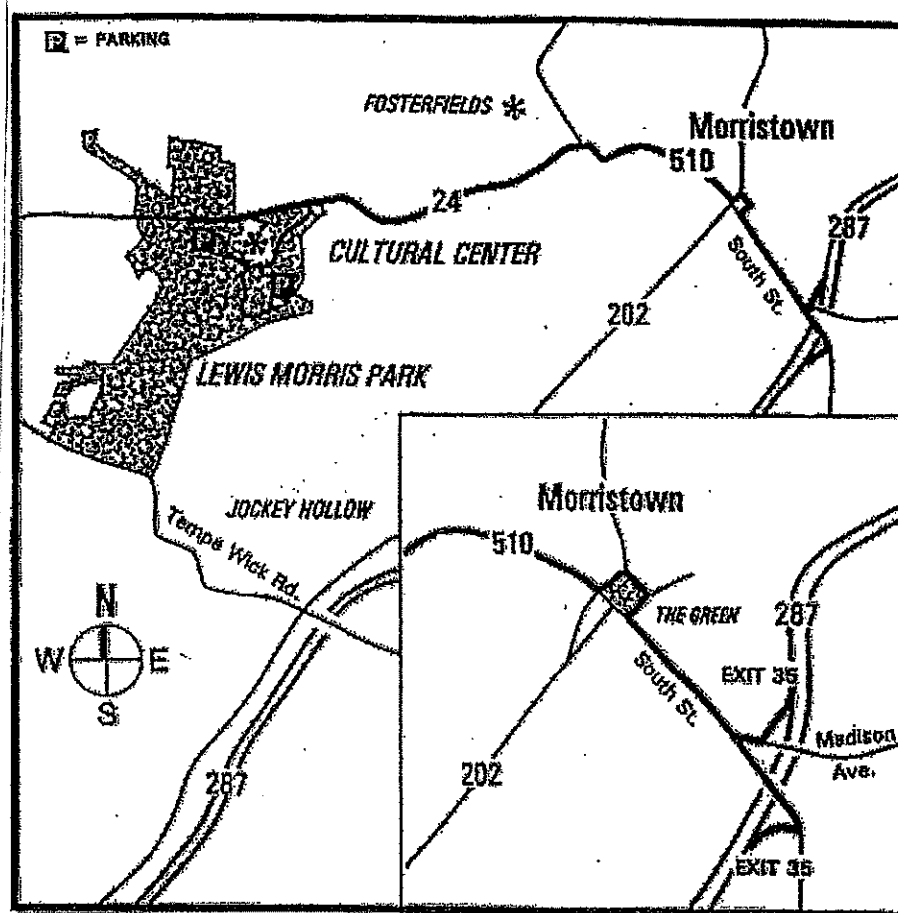 P = PARKING
FOSTERFIELDS *
Morristown
510
24
287
CULTURAL CENTER
South St.
202
LEWIS MORRIS PARK
JOCKEY HOLLOW
Tempe Wick Rd.
N
W E
S
287
Morristown
510
THE GREEN
287
South St.
EXIT 35
Madison
Ave.
202
EXIT 35